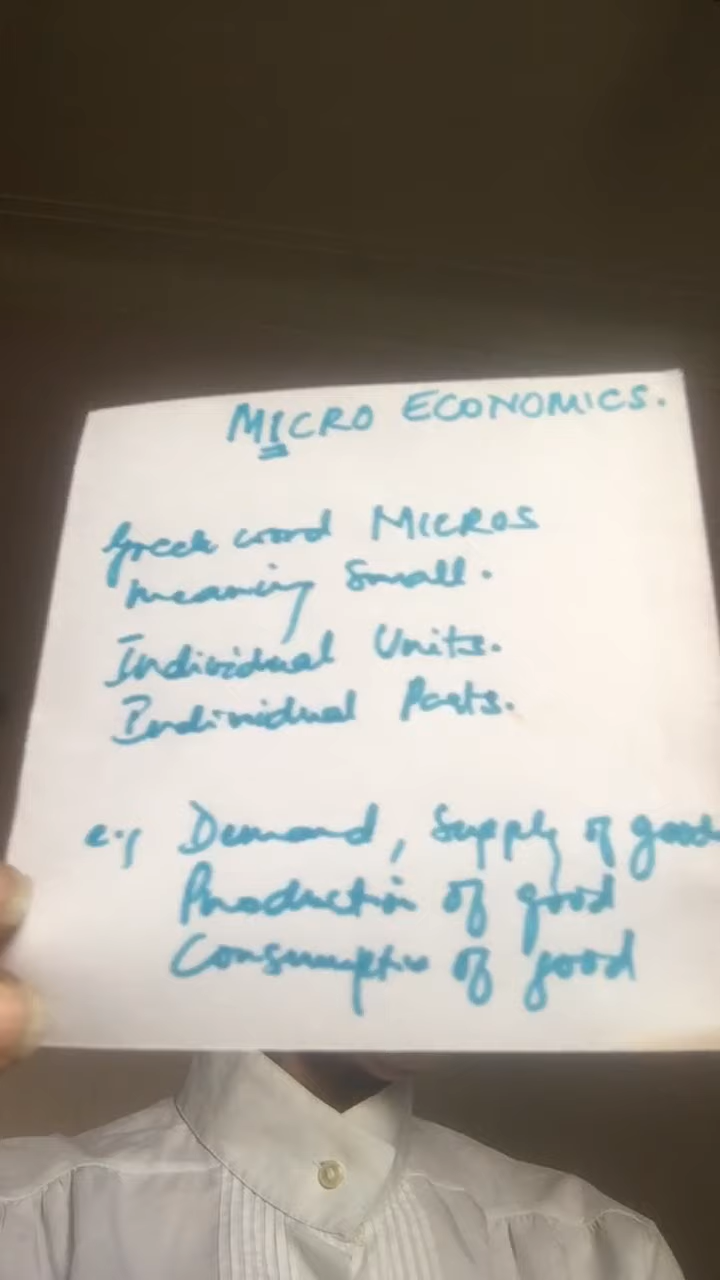 MICRO ECONOMICS.
Greek word MICROS
meaning Small.
Individual Units.
Individual Parts.
e.g Demand, Supply of good
Production of good
Consumption of good